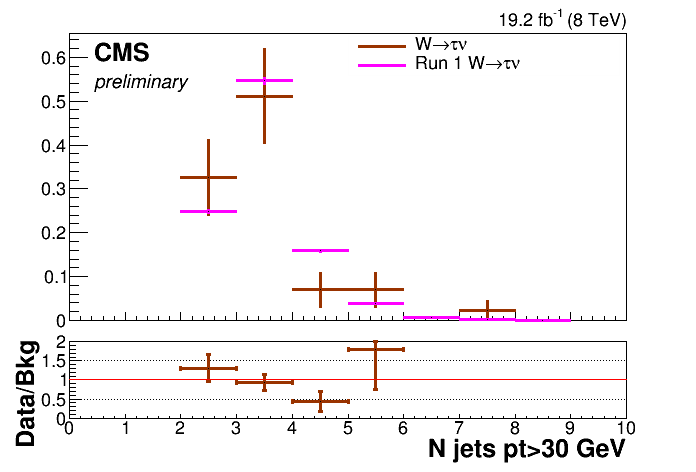 19.2 fb⁻¹ (8 TeV)
CMS
preliminary
W→τν
Run 1 W→τν
0.6
0.5
0.4
0.3
0.2
0.1
0
Data/Bkg
2
1.5
1
0.5
0
0 1 2 3 4 5 6 7 8 9 10
N jets pt>30 GeV